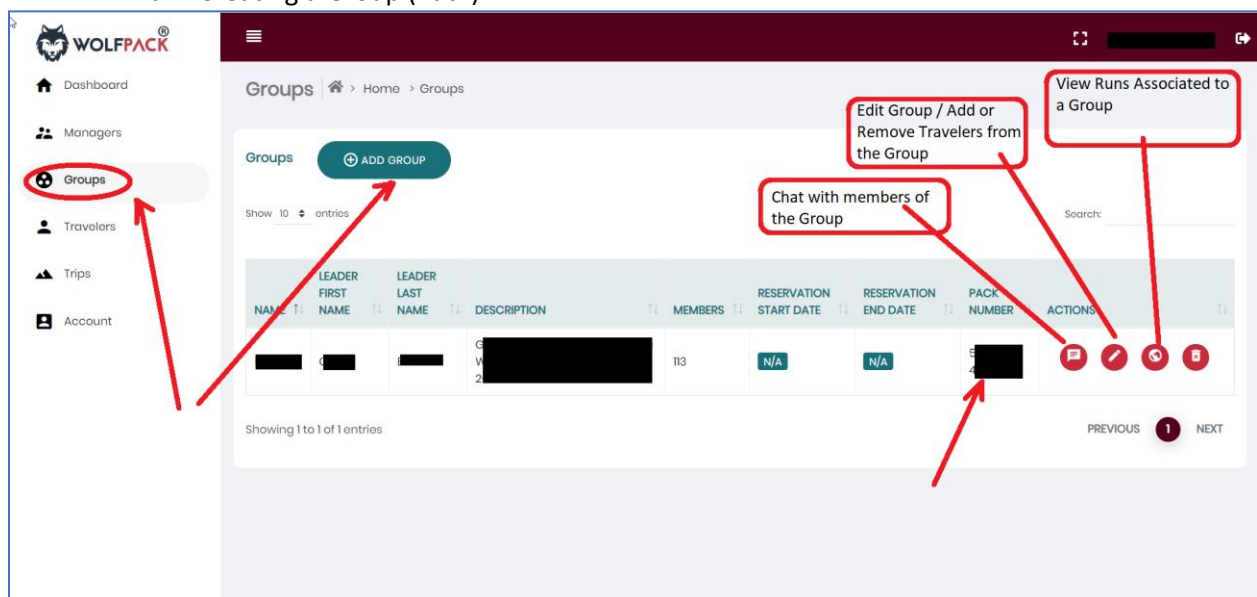 WOLFPACK®
Dashboard
Managers
Groups
Travelers
Trips
Account
Groups > Home > Groups
View Runs Associated to
a Group
Edit Group / Add or
Remove Travelers from
the Group
Groups
ADD GROUP
Chat with members of
the Group
Show 10 entries
Search:
NAME
LEADER
FIRST
NAME
LEADER
LAST
NAME
DESCRIPTION
MEMBERS
RESERVATION
START DATE
RESERVATION
END DATE
PACK
NUMBER
ACTIONS
113
N/A
N/A
Showing 1 to 1 of 1 entries
PREVIOUS 1 NEXT